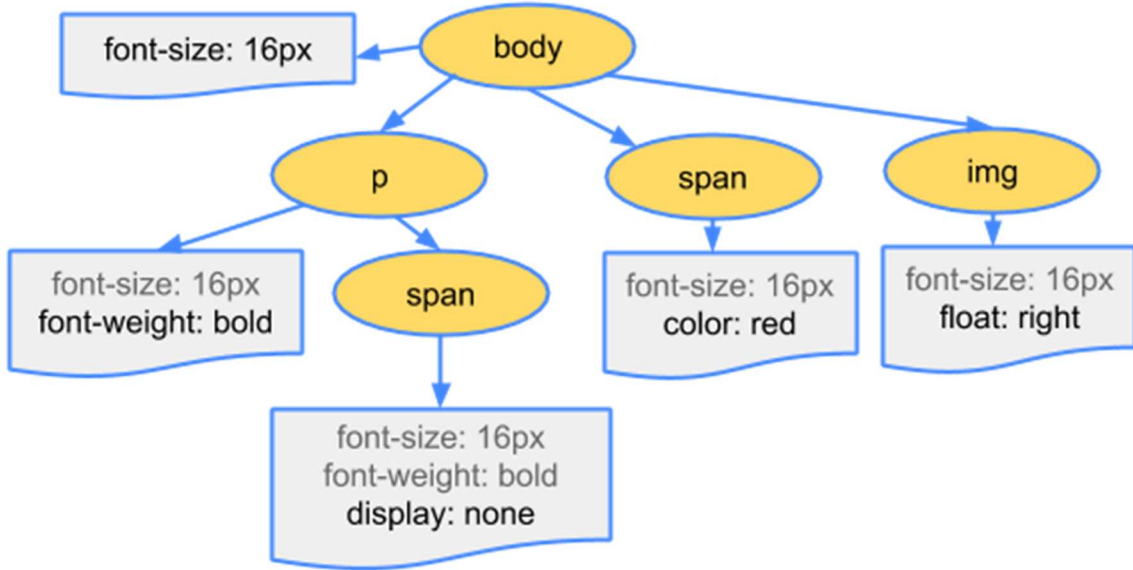 font-size: 16px
body
p
span
img
font-size: 16px
font-weight: bold
span
font-size: 16px
color: red
font-size: 16px
float: right
font-size: 16px
font-weight: bold
display: none